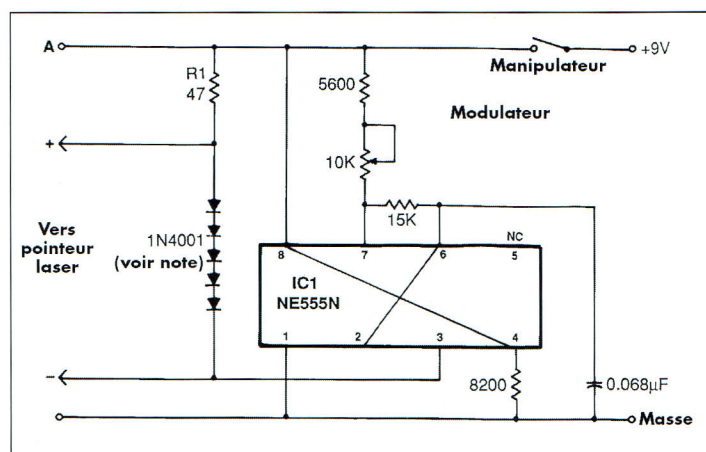 A
+9V
Manipulateur
R1
47
5600
Modulateur
+
10K
15K
Vers
pointeur
laser
1N4001
(voir note)
NC
8
7
6
5
IC1
NE555N
1
2
3
4
–
8200
0.068µF
Masse